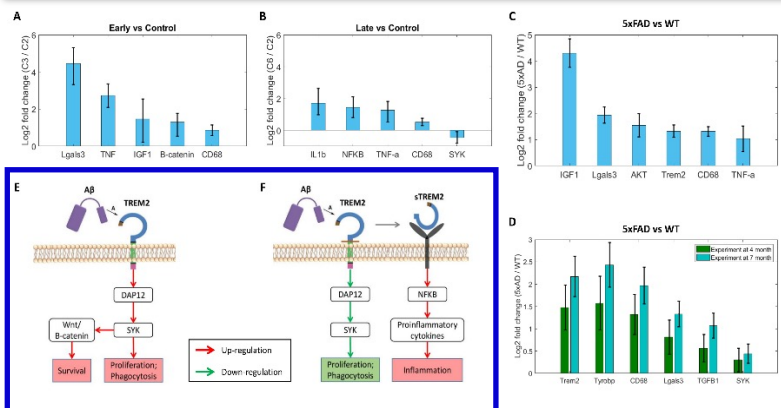 A
Early vs Control
Log2 fold change (C3 / C2)
6
4
2
0
Lgals3 TNF IGF1 B-catenin CD68
B
Late vs Control
Log2 fold change (C6 / C2)
6
4
2
0
IL1b NFKB TNF-a CD68 SYK
C
5xFAD vs WT
Log2 fold change (5xAD / WT)
5
4
3
2
1
0
IGF1 Lgals3 AKT Trem2 CD68 TNF-a
D
5xFAD vs WT
Log2 fold change (5xAD / WT)
3
2.5
2
1.5
1
0.5
0
Experiment at 4 month
Experiment at 7 month
Trem2 Tyrobp CD68 Lgals3 TGFB1 SYK
E
Aβ
A
TREM2
DAP12
Wnt/
B-catenin
SYK
Survival
Proliferation;
Phagocytosis
Up-regulation
Down-regulation
F
Aβ
A
TREM2
sTREM2
DAP12
NFKB
SYK
Proinflammatory
cytokines
Proliferation;
Phagocytosis
Inflammation